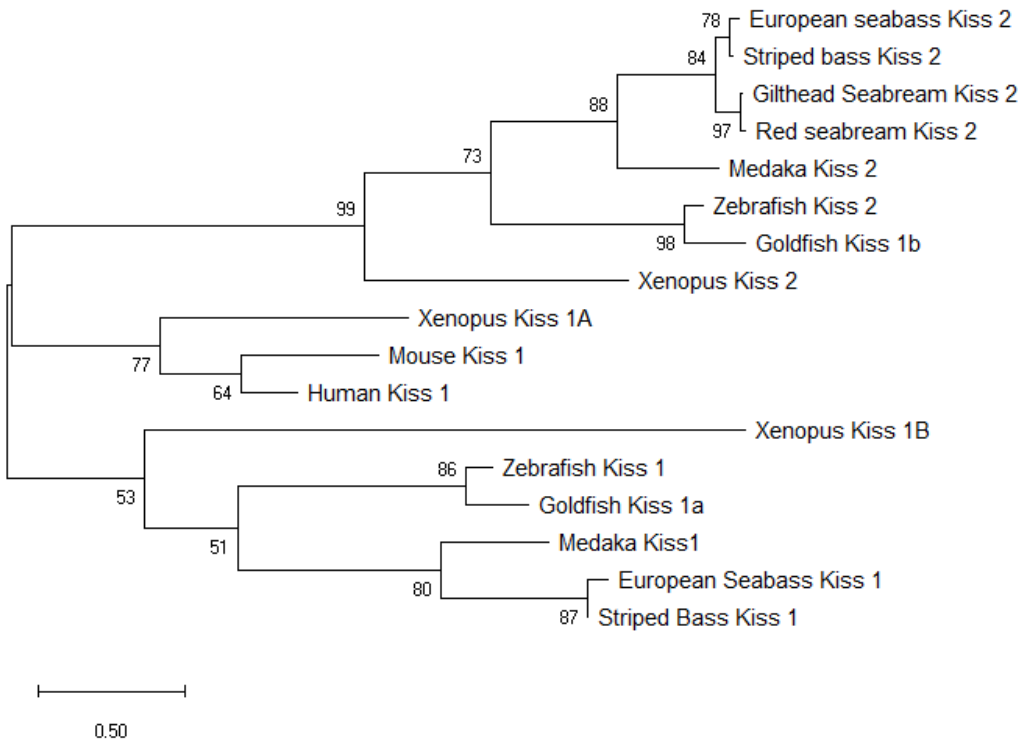 78
European seabass Kiss 2
84
Striped bass Kiss 2
Gilthead Seabream Kiss 2
88
97
Red seabream Kiss 2
73
Medaka Kiss 2
99
Zebrafish Kiss 2
98
Goldfish Kiss 1b
Xenopus Kiss 2
Xenopus Kiss 1A
77
Mouse Kiss 1
64
Human Kiss 1
Xenopus Kiss 1B
86
Zebrafish Kiss 1
53
Goldfish Kiss 1a
51
Medaka Kiss1
80
European Seabass Kiss 1
87
Striped Bass Kiss 1
0.50